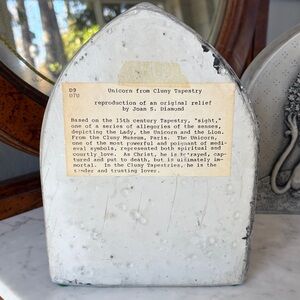 D9
UTU
Unicorn from Cluny Tapestry
reproduction of an original relief
by Joan S. Diamond
Based on the 15th century Tapestry, "sight,"
one of a series of allegories of the senses,
depicting the Lady, the Unicorn and the Lion.
From the Cluny Museum, Paris. The Unicorn,
one of the most powerful and poignant of medi-
eval symbols, represented both spiritual and
courtly love. As Christ, he is betrayed, cap-
tured and put to death, but is ultimately im-
mortal. In the Cluny Tapestries, he is the
tender and trusting lover.